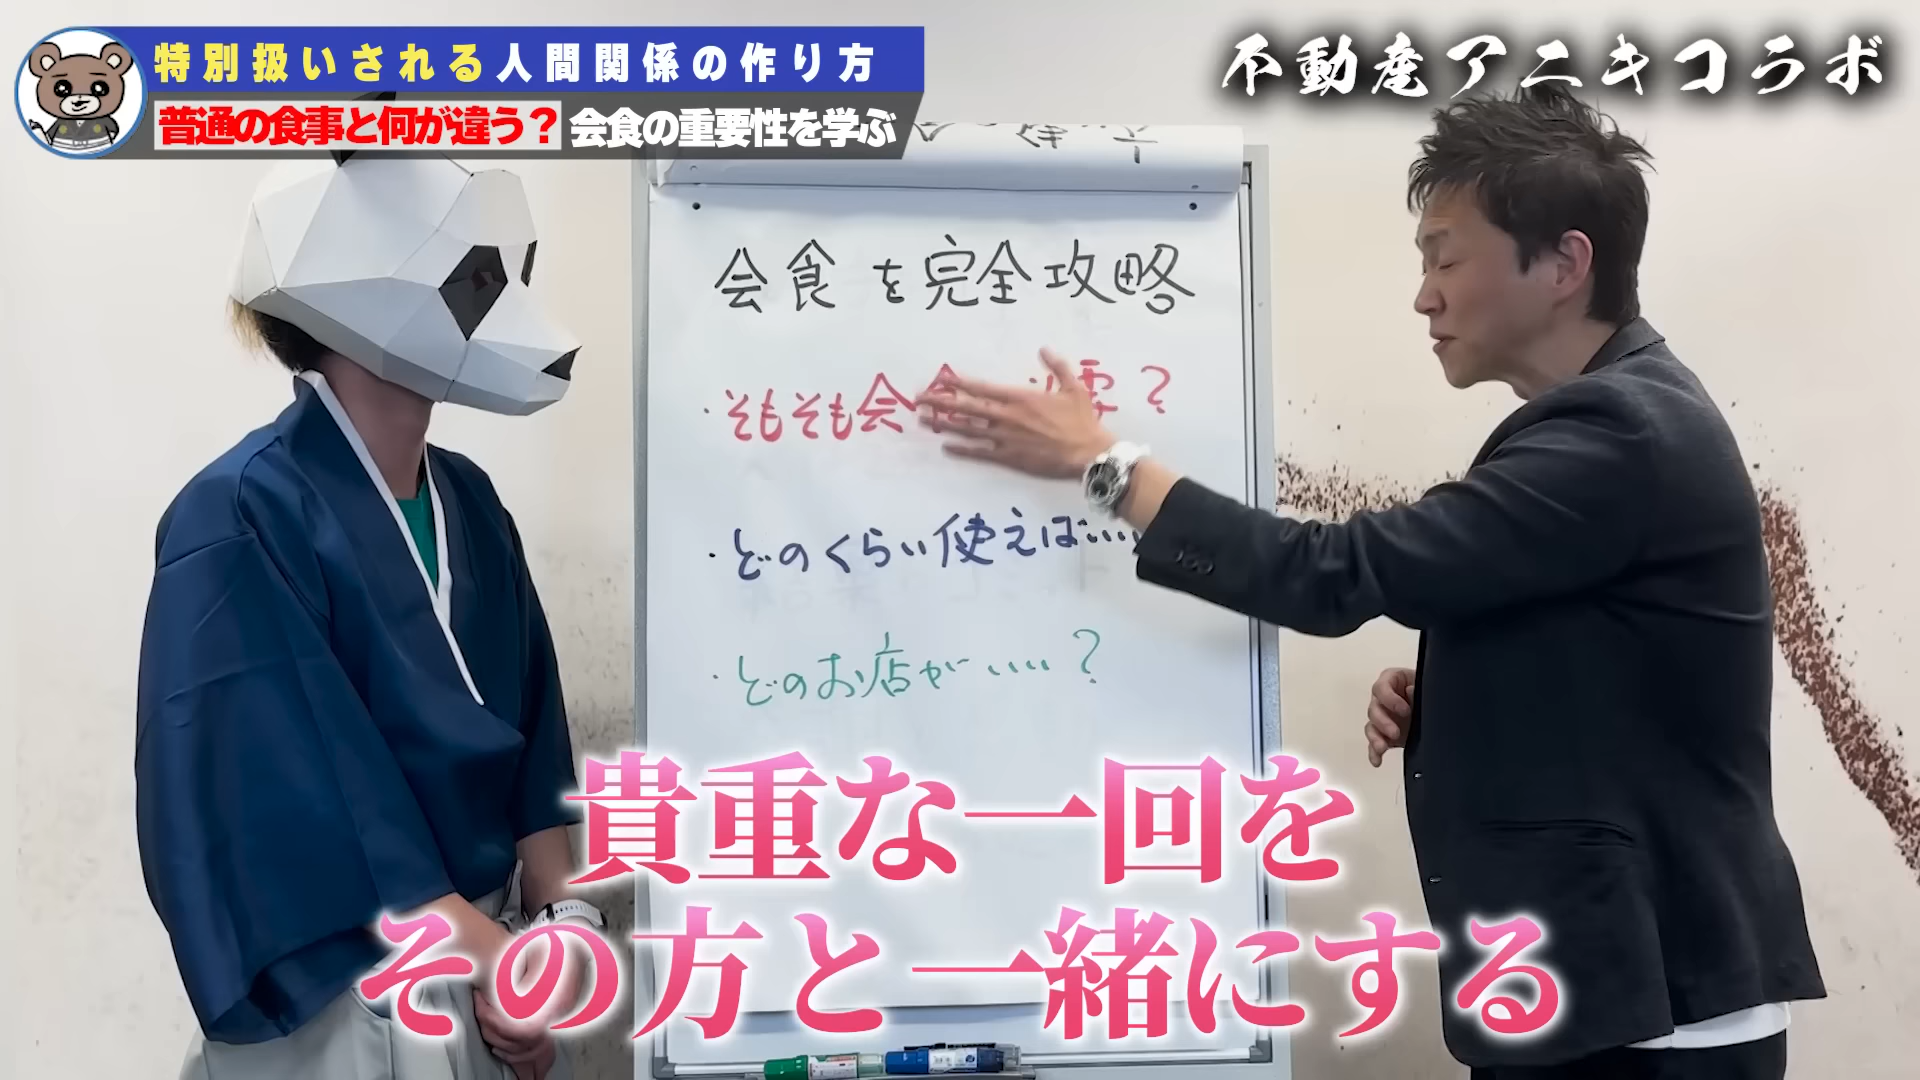 特別扱いされる人間関係の作り方
普通の食事と何が違う？会食の重要性を学ぶ
不動産アニキコラボ
会食を完全攻略
・そもそも会食 要？
・どのくらい使えば…
・どのお店がいい…？
貴重な一回を
その方と一緒にする